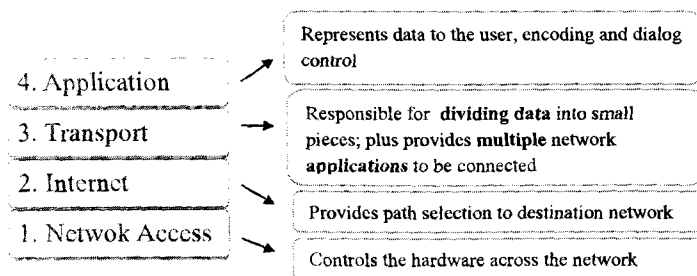 4. Application
Represents data to the user, encoding and dialog
control
3. Transport
Responsible for dividing data into small
pieces; plus provides multiple network
applications to be connected
2. Internet
Provides path selection to destination network
1. Netwok Access
Controls the hardware across the network